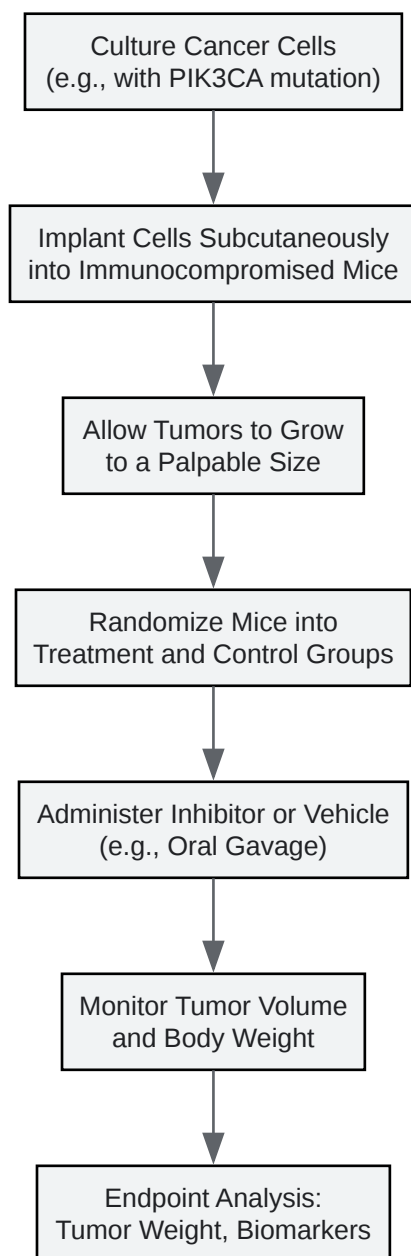 Culture Cancer Cells
(e.g., with PIK3CA mutation)
Implant Cells Subcutaneously
into Immunocompromised Mice
Allow Tumors to Grow
to a Palpable Size
Randomize Mice into
Treatment and Control Groups
Administer Inhibitor or Vehicle
(e.g., Oral Gavage)
Monitor Tumor Volume
and Body Weight
Endpoint Analysis:
Tumor Weight, Biomarkers